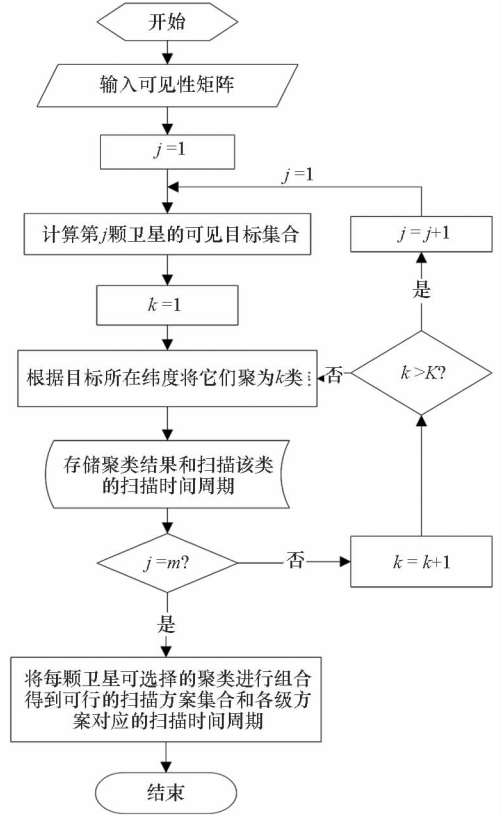 开始
输入可见性矩阵
j=1
j=1
计算第j颗卫星的可见目标集合
j=j+1
k=1
是
根据目标所在纬度将它们聚为k类
否
k>K?
存储聚类结果和扫描该类
的扫描时间周期
j=m?
否
k=k+1
是
将每颗卫星可选择的聚类进行组合
得到可行的扫描方案集合和各级方
案对应的扫描时间周期
结束